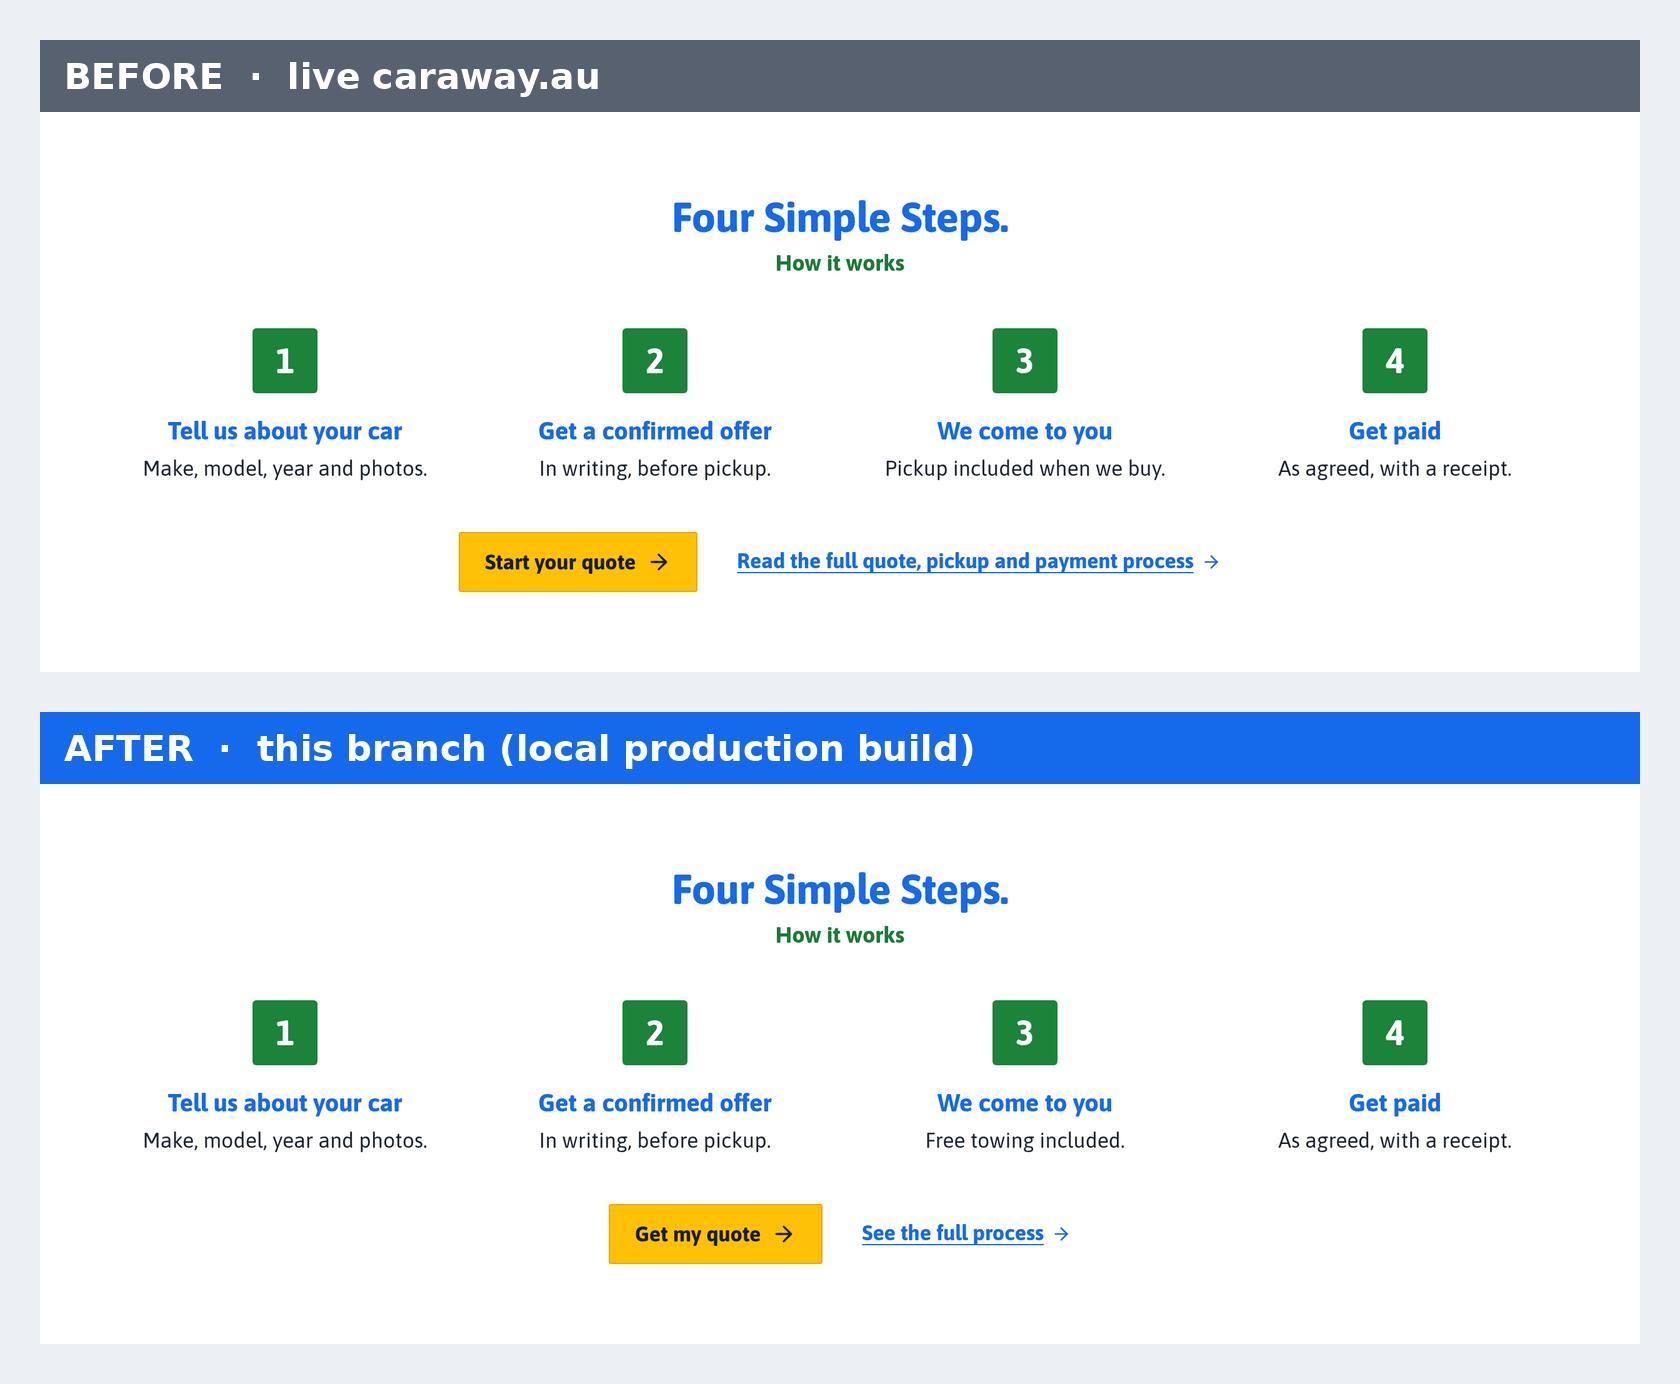 BEFORE · live caraway.au
Four Simple Steps.
How it works
1
2
3
4
Tell us about your car
Get a confirmed offer
We come to you
Get paid
Make, model, year and photos.
In writing, before pickup.
Pickup included when we buy.
As agreed, with a receipt.
Start your quote →
Read the full quote, pickup and payment process →
AFTER · this branch (local production build)
Four Simple Steps.
How it works
1
2
3
4
Tell us about your car
Get a confirmed offer
We come to you
Get paid
Make, model, year and photos.
In writing, before pickup.
Free towing included.
As agreed, with a receipt.
Get my quote →
See the full process →